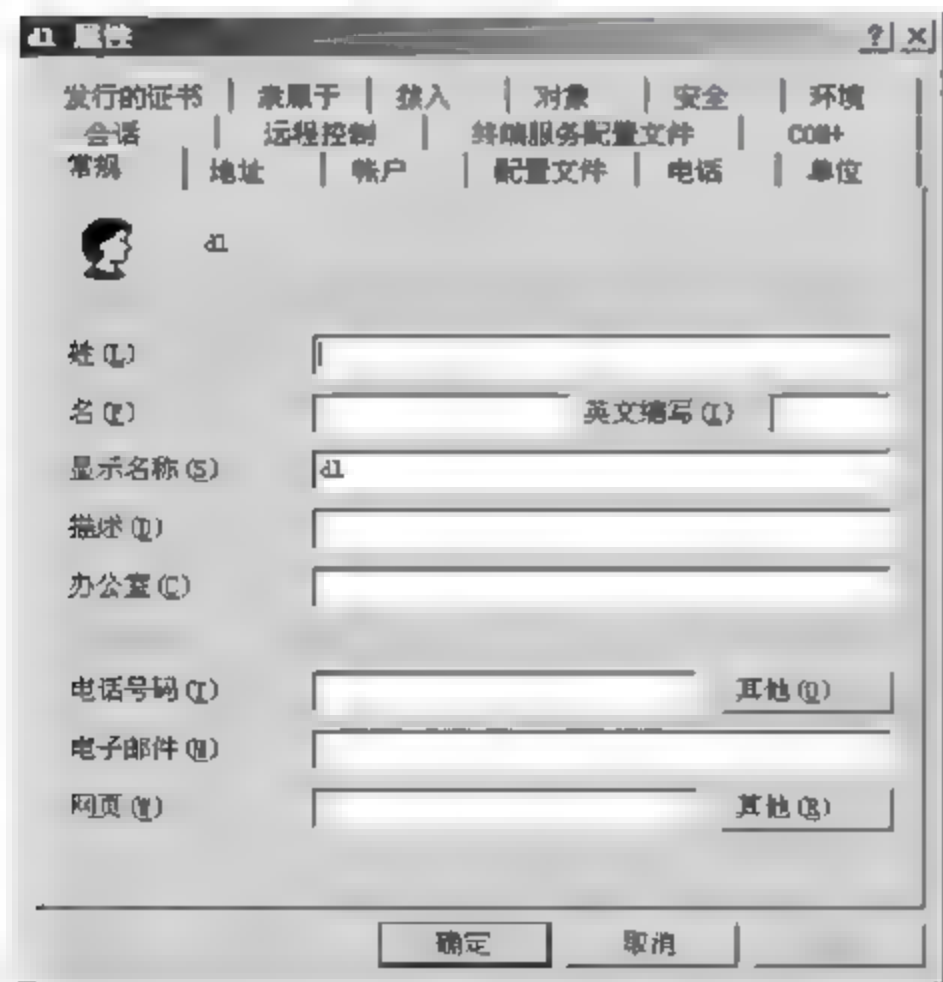 dl 属性
发行的证书 隶属于 拨入 对象 安全 环境
会话 远程控制 终端服务配置文件 COM+
常规 地址 帐户 配置文件 电话 单位
dl
姓(L)
名(F) 英文缩写(I)
显示名称(S) dl
描述(D)
办公室(C)
电话号码(T) 其他(O)
电子邮件(M)
网页(W) 其他(R)
确定 取消